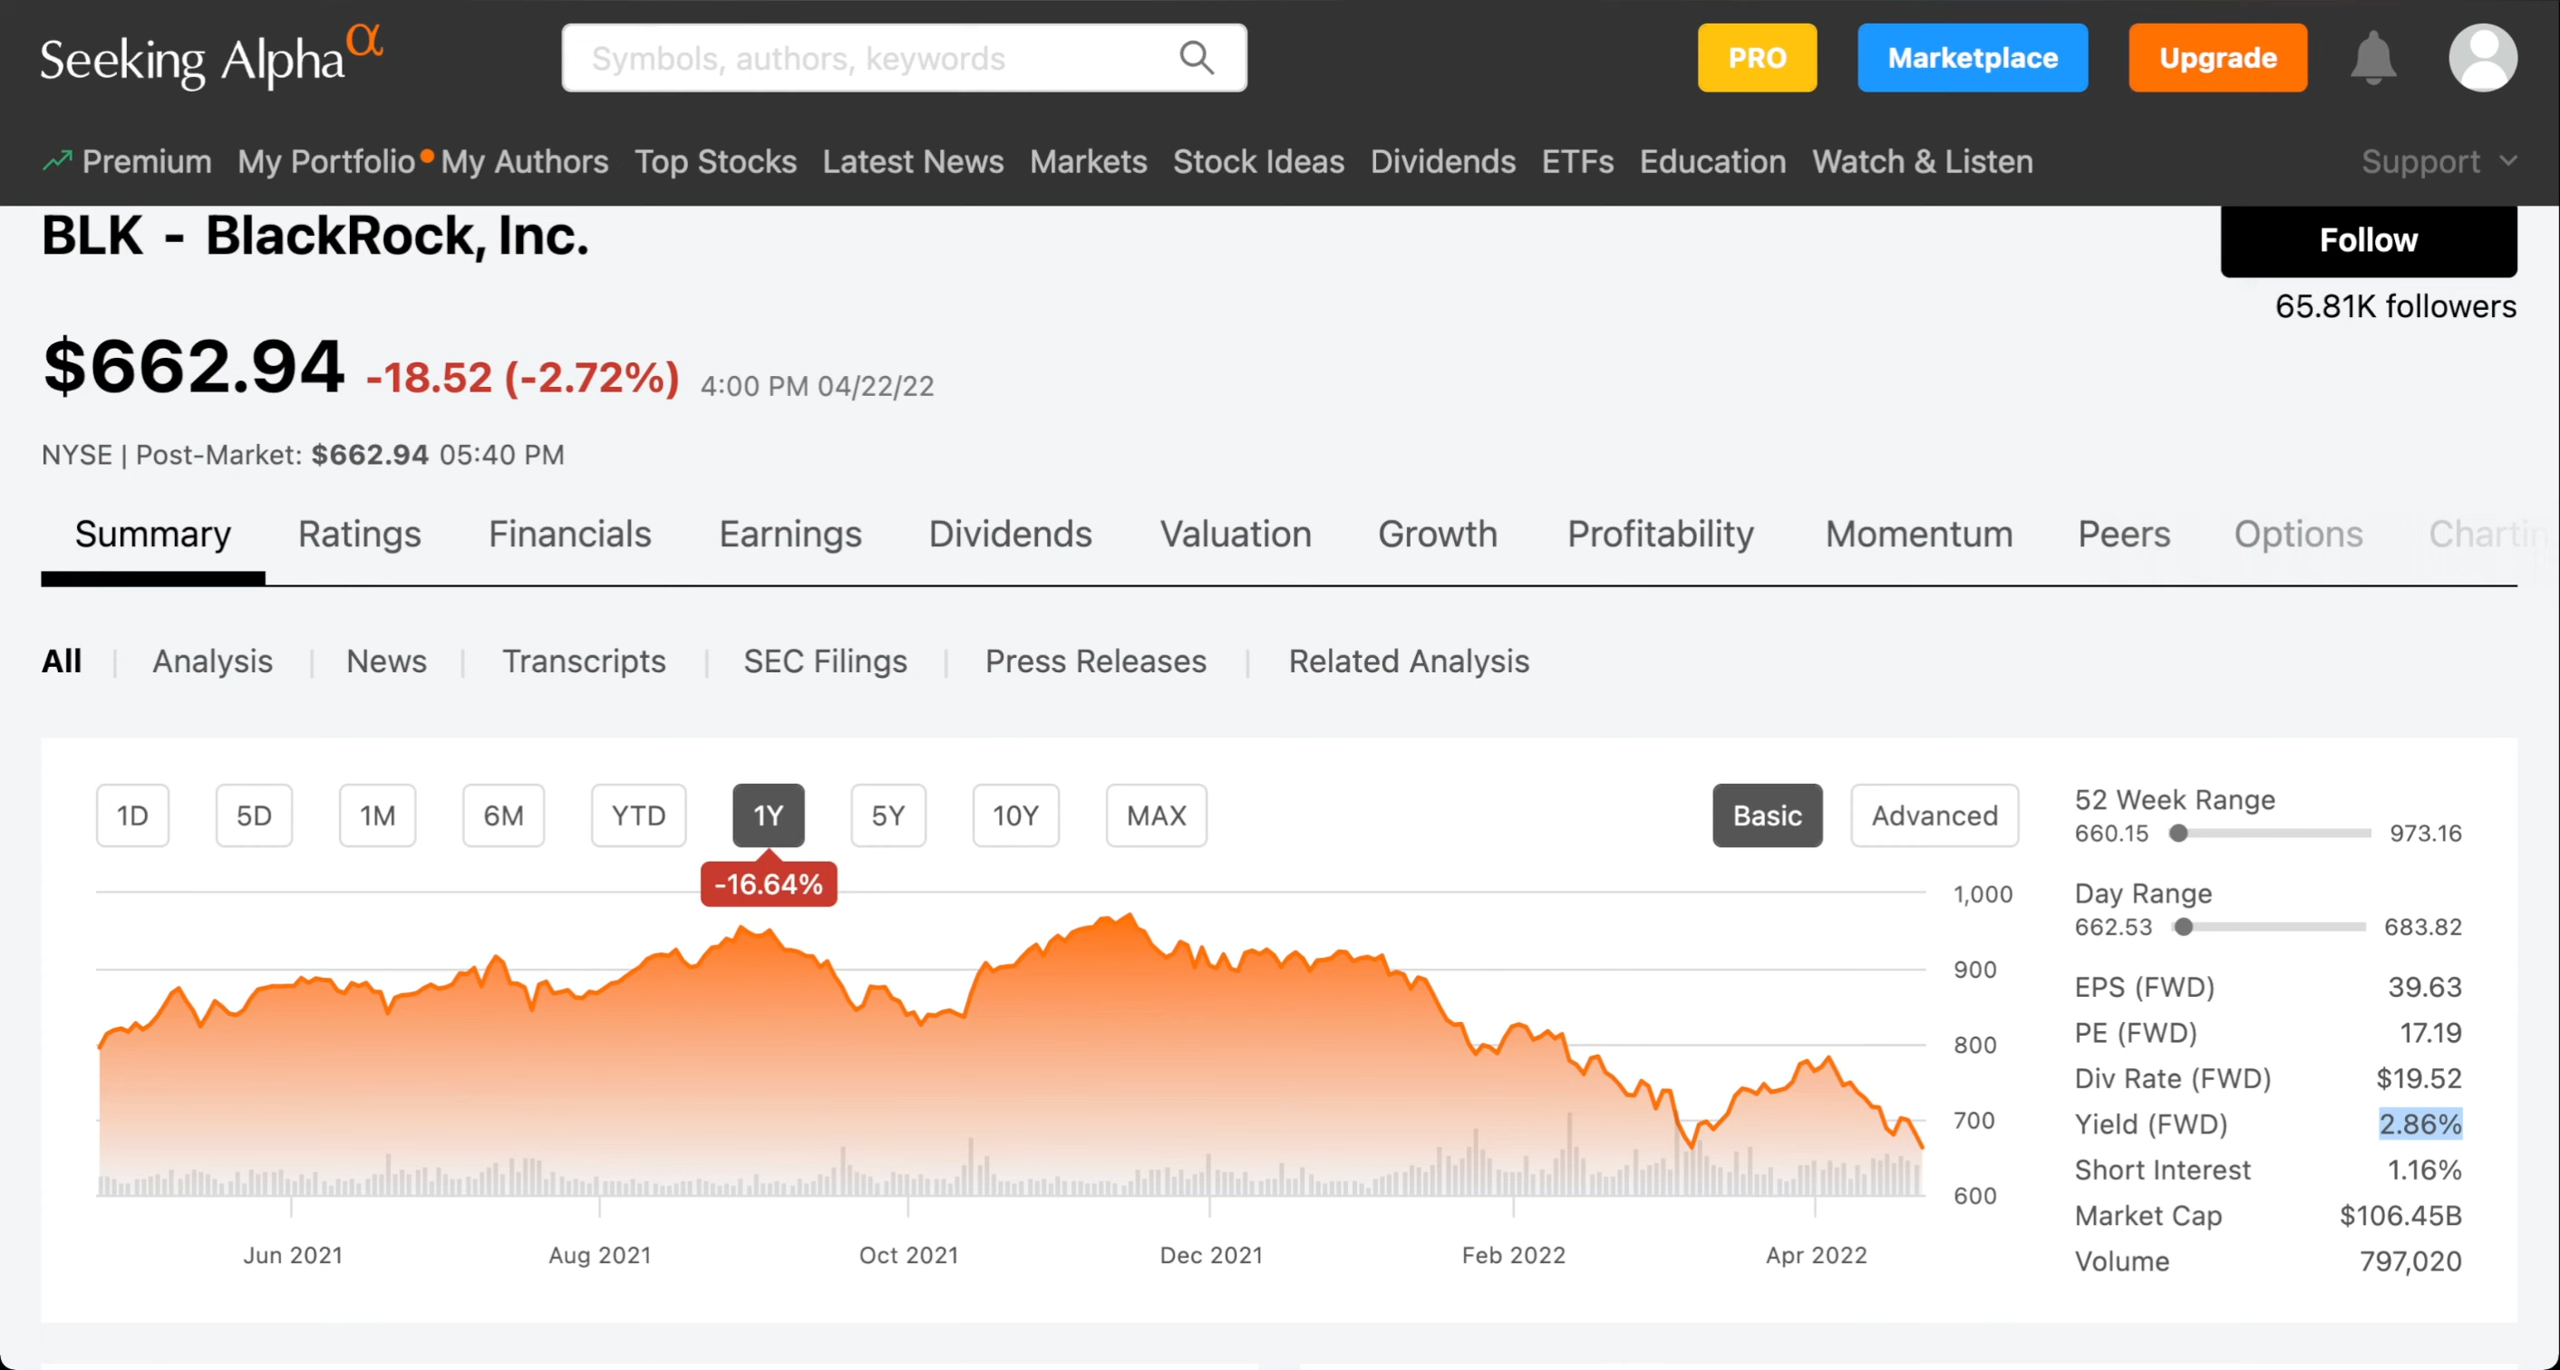 Seeking Alpha α
Symbols, authors, keywords
PRO
Marketplace
Upgrade
Premium My Portfolio My Authors Top Stocks Latest News Markets Stock Ideas Dividends ETFs Education Watch & Listen Support
BLK - BlackRock, Inc.
Follow
65.81K followers
$662.94 -18.52 (-2.72%) 4:00 PM 04/22/22
NYSE | Post-Market: $662.94 05:40 PM
Summary Ratings Financials Earnings Dividends Valuation Growth Profitability Momentum Peers Options Chartin
All | Analysis | News | Transcripts | SEC Filings | Press Releases | Related Analysis
1D 5D 1M 6M YTD 1Y 5Y 10Y MAX
-16.64%
Basic Advanced
1,000
900
800
700
600
Jun 2021 Aug 2021 Oct 2021 Dec 2021 Feb 2022 Apr 2022
52 Week Range
660.15 973.16
Day Range
662.53 683.82
EPS (FWD) 39.63
PE (FWD) 17.19
Div Rate (FWD) $19.52
Yield (FWD) 2.86%
Short Interest 1.16%
Market Cap $106.45B
Volume 797,020